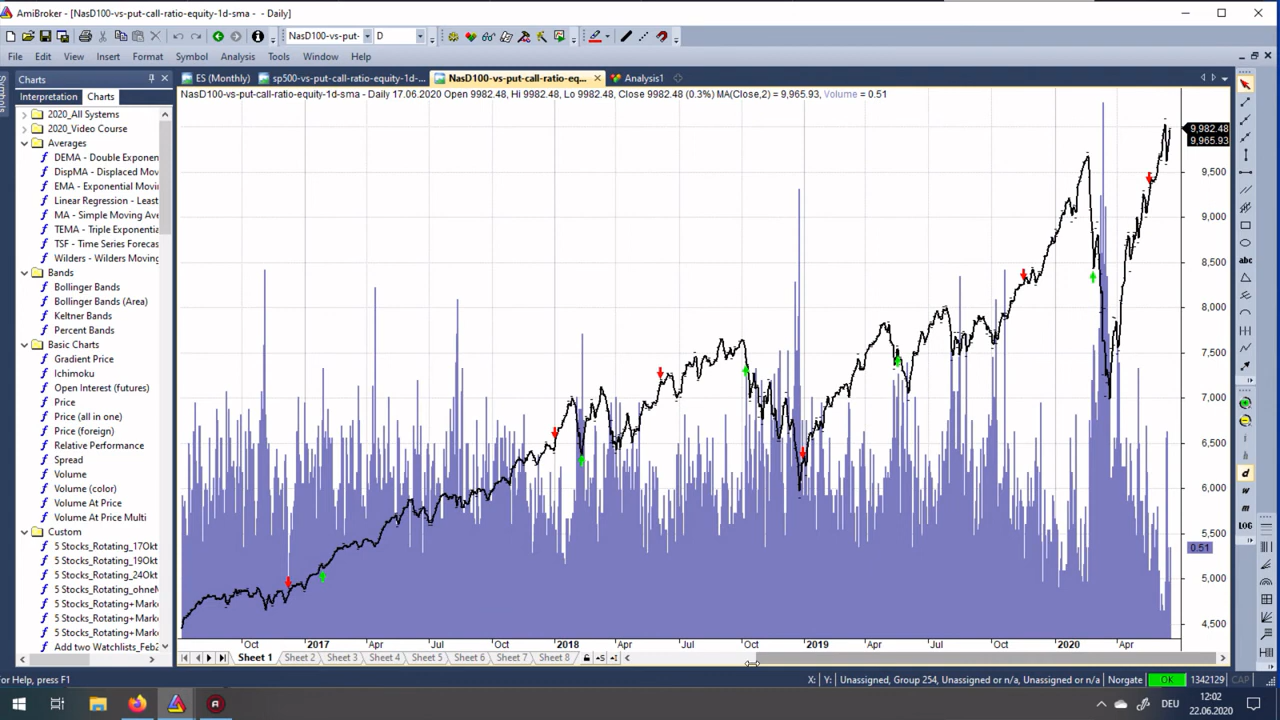 AmiBroker - [NasD100-vs-put-call-ratio-equity-1d-sma - - Daily]
NasD100-vs-put- D
File Edit View Insert Format Symbol Analysis Tools Window Help
Symbols
Charts
Interpretation Charts
ES (Monthly) sp500-vs-put-call-ratio-equity-1d-... NasD100-vs-put-call-ratio-eq... Analysis1
NasD100-vs-put-call-ratio-equity-1d-sma - Daily 17.06.2020 Open 9982.48, Hi 9982.48, Lo 9982.48, Close 9982.48 (0.3%) MA(Close,2) = 9,965.93, Volume = 0.51
2020_All Systems
2020_Video Course
Averages
DEMA - Double Exponen
DispMA - Displaced Mov
EMA - Exponential Movi
Linear Regression - Least
MA - Simple Moving Ave
TEMA - Triple Exponentia
TSF - Time Series Forecas
Wilders - Wilders Moving
Bands
Bollinger Bands
Bollinger Bands (Area)
Keltner Bands
Percent Bands
Basic Charts
Gradient Price
Ichimoku
Open Interest (futures)
Price
Price (all in one)
Price (foreign)
Relative Performance
Spread
Volume
Volume (color)
Volume At Price
Volume At Price Multi
Custom
5 Stocks_Rotating_17Okt
5 Stocks_Rotating_19Okt
5 Stocks_Rotating_24Okt
5 Stocks_Rotating_ohneM
5 Stocks_Rotating+Marke
5 Stocks_Rotating+Marke
5 Stocks_Rotating+Marke
Add two Watchlists_Feb2
9,982.48
9,965.93
9,500
9,000
8,500
8,000
7,500
7,000
6,500
6,000
5,500
0.51
5,000
4,500
Oct 2017 Apr Jul Oct 2018 Apr Jul Oct 2019 Apr Jul Oct 2020 Apr
Sheet 1 Sheet 2 Sheet 3 Sheet 4 Sheet 5 Sheet 6 Sheet 7 Sheet 8
abc
d
w
m
LOG
For Help, press F1
X: Y: Unassigned, Group 254, Unassigned or n/a, Unassigned or n/a Norgate OK 1342129 CAP
DEU
12:02
22.06.2020